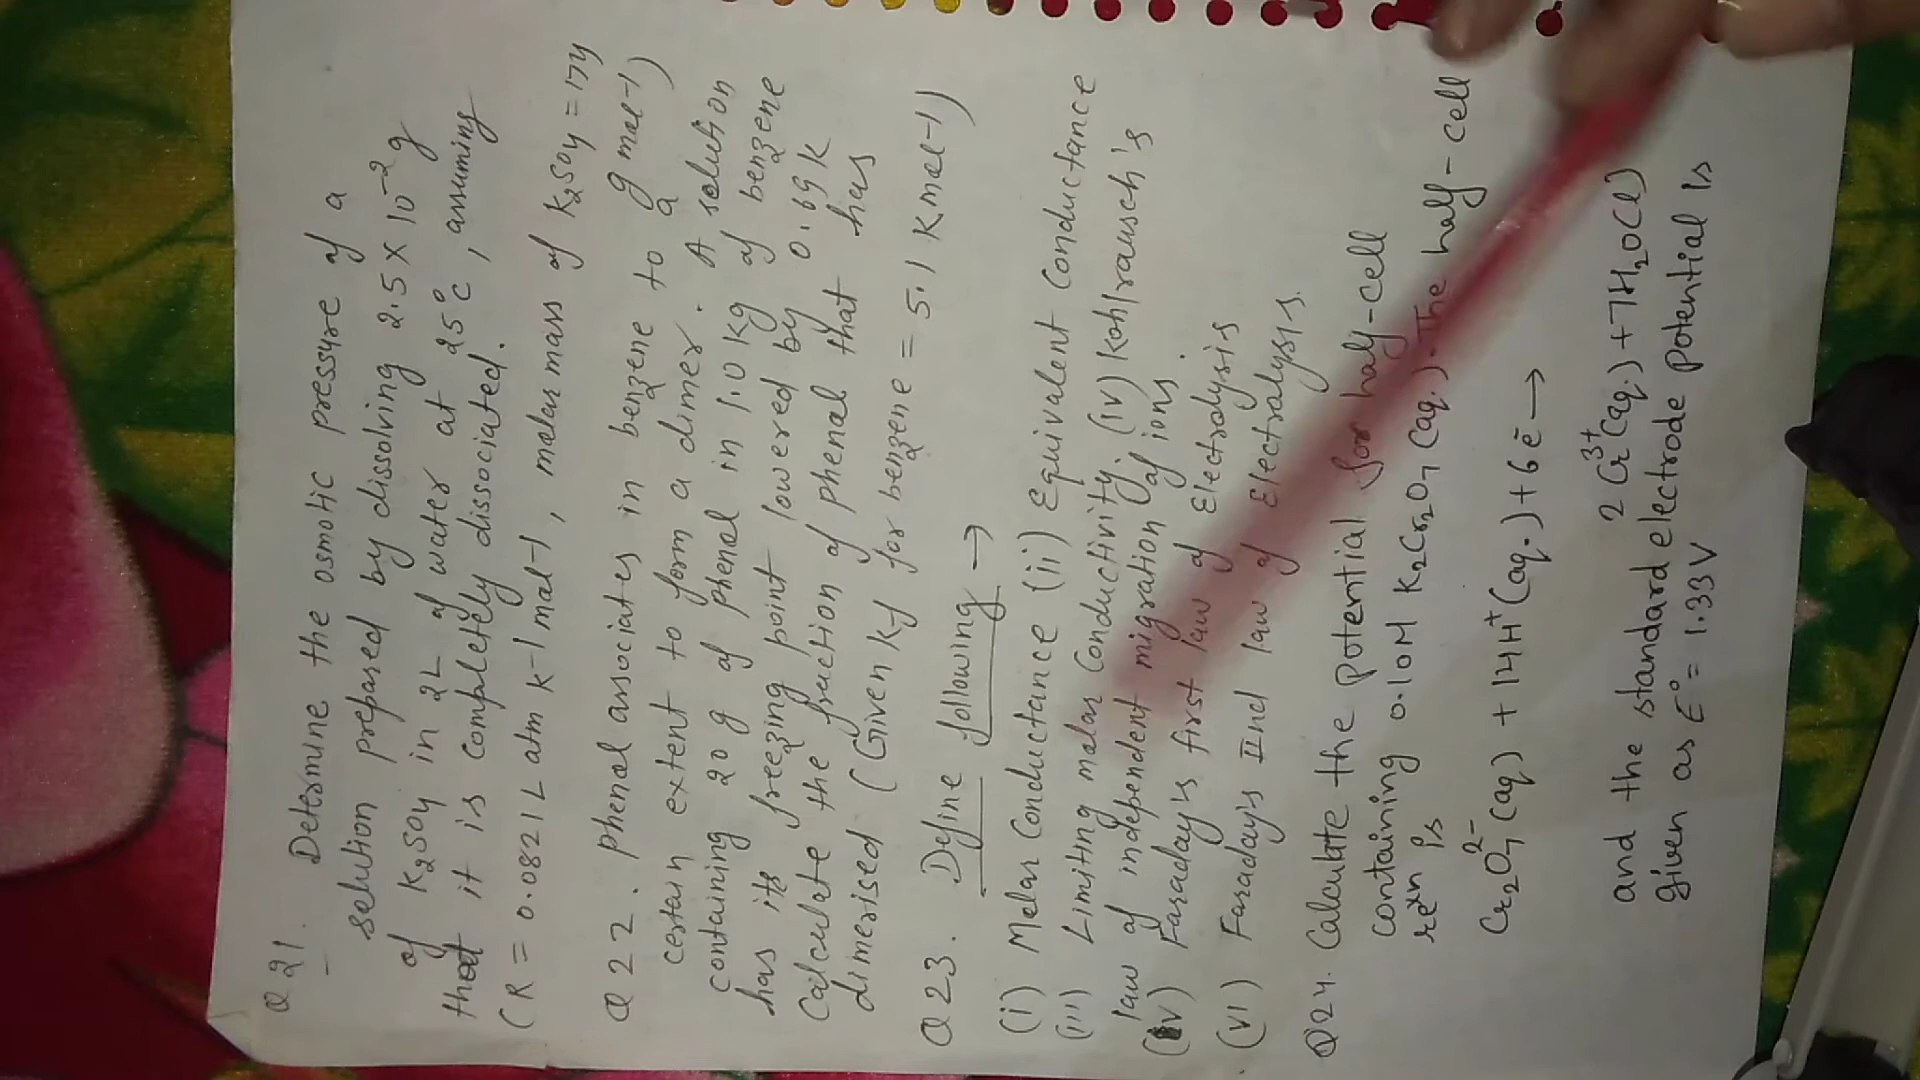 Q 21. Determine the osmotic pressure of a
solution prepared by dissolving 2.5 × 10⁻² g
of K₂SO4 in 2L of water at 25°C, assuming
that it is completely dissociated.
(R = 0.0821 L atm K-1 mol-1, molar mass of K₂SO4 = 174
g mol-1)
Q 22. Phenol associates in benzene to a
certain extent to form a dimer. A solution
containing 20 g of phenol in 1.0 kg of benzene
has its freezing point lowered by 0.69 K
Calculate the fraction of phenol that has
dimerised (Given Kf for benzene = 5.1 K mol-1)
Q 23. Define following →
(i) Molar Conductance (ii) Equivalent Conductance
(iii) Limiting molar Conductivity. (iv) Kohlrausch's
law of independent migration of ions.
(v) Faraday's first law of Electrolysis
(vi) Faraday's IInd law of Electralysis.
Q24. Calculate the potential for half-cell
containing 0.10M K₂Cr₂O₇ (aq.). The half-cell
reˣⁿ is
Cr₂O₇²⁻ (aq) + 14H⁺ (aq.) + 6e⁻ →
2 Cr³⁺ (aq.) + 7H₂O(l)
and the standard electrode potential is
given as E° = 1.33 V